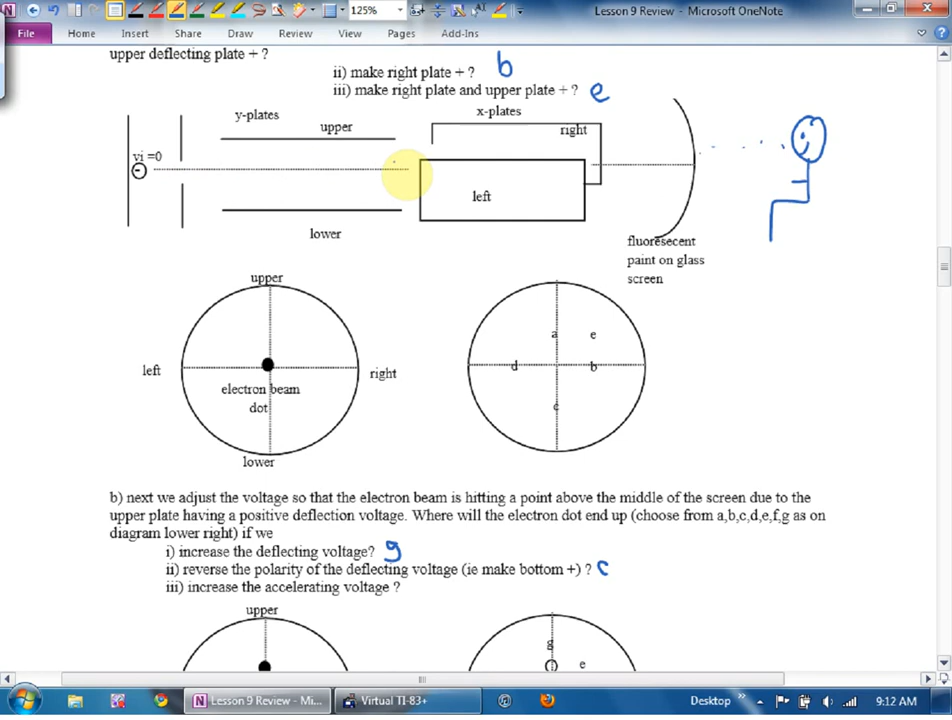 125%
Lesson 9 Review - Microsoft OneNote
File Home Insert Share Draw Review View Pages Add-Ins
upper deflecting plate + ?
ii) make right plate + ? b
iii) make right plate and upper plate + ? e
y-plates
x-plates
upper
right
vi =0
left
lower
fluoresecent
paint on glass
screen
upper
a e
left
right
d b
electron beam
dot
c
lower
b) next we adjust the voltage so that the electron beam is hitting a point above the middle of the screen due to the
upper plate having a positive deflection voltage. Where will the electron dot end up (choose from a,b,c,d,e,f,g as on
diagram lower right) if we
i) increase the deflecting voltage? g
ii) reverse the polarity of the deflecting voltage (ie make bottom +) ? c
iii) increase the accelerating voltage ?
upper
g
e
Lesson 9 Review - Mi... Virtual TI-83+ Desktop 9:12 AM